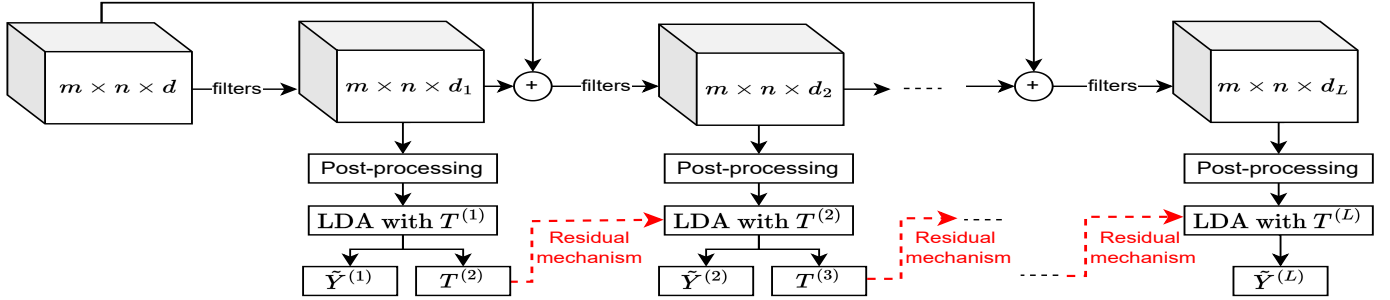 m × n × d
filters
m × n × d₁
+
filters
m × n × d₂
+
filters
m × n × d_L
Post-processing
Post-processing
Post-processing
LDA with T⁽¹⁾
LDA with T⁽²⁾
LDA with T⁽ᴸ⁾
Residual
mechanism
Residual
mechanism
Residual
mechanism
Ỹ⁽¹⁾
T⁽²⁾
Ỹ⁽²⁾
T⁽³⁾
Ỹ⁽ᴸ⁾